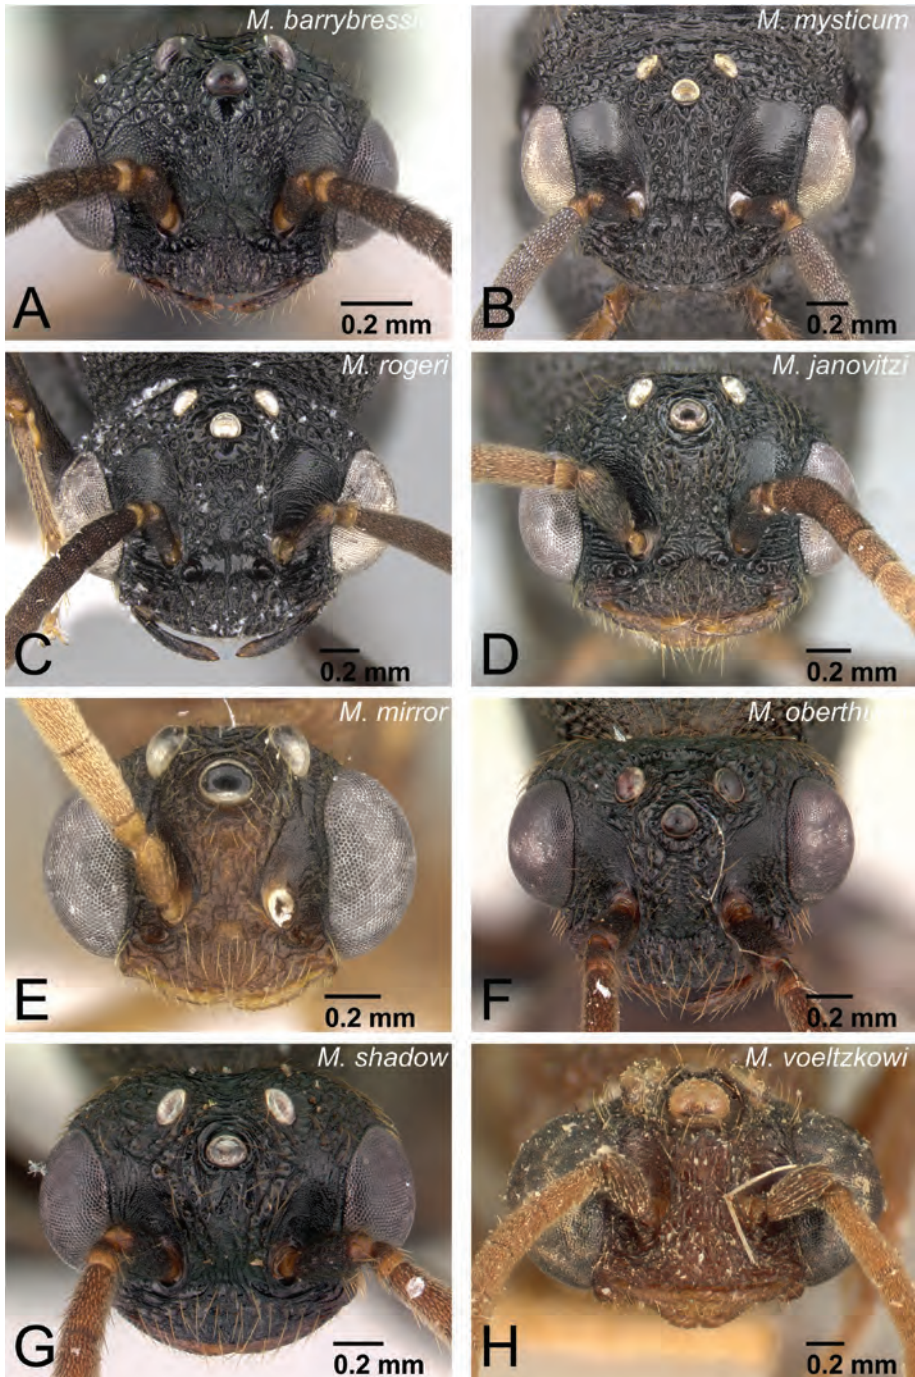 M. barrybressle
A
0.2 mm
M. mysticum
B
0.2 mm
M. rogeri
C
0.2 mm
M. janovitzi
D
0.2 mm
M. mirror
E
0.2 mm
M. oberthu
F
0.2 mm
M. shadow
G
0.2 mm
M. voeltzkowi
H
0.2 mm